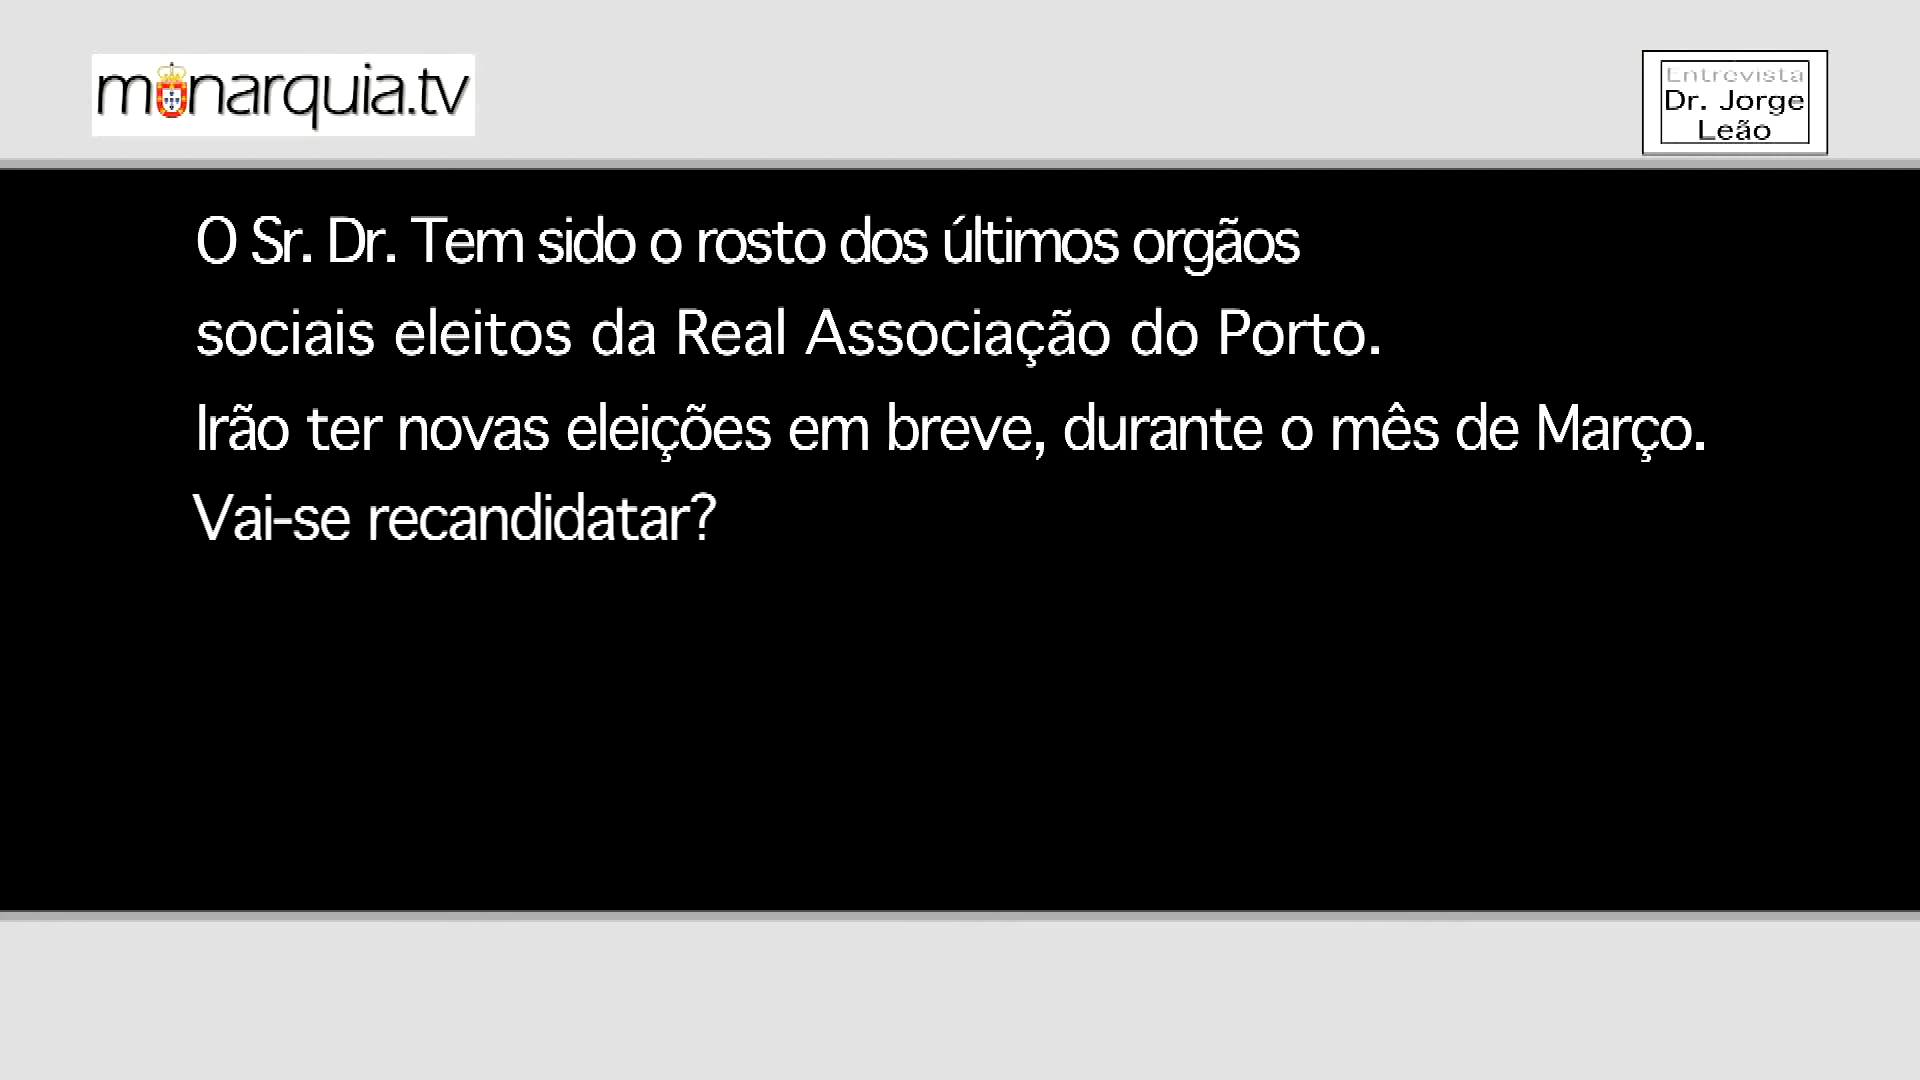 monarquia.tv
Entrevista
Dr. Jorge
Leão
O Sr. Dr. Tem sido o rosto dos últimos orgãos
sociais eleitos da Real Associação do Porto.
Irão ter novas eleições em breve, durante o mês de Março.
Vai-se recandidatar?